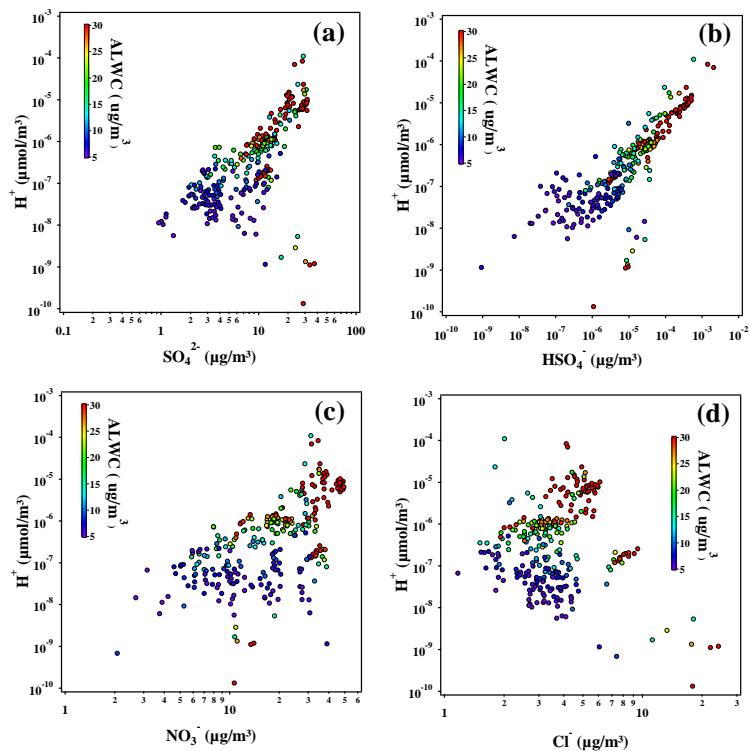 (a)
10⁻³
10⁻⁴
10⁻⁵
10⁻⁶
10⁻⁷
10⁻⁸
10⁻⁹
10⁻¹⁰
H⁺ (µmol/m³)
30
25
20
15
10
5
ALWC ( ug/m³ )
0.1 2 3 4 5 6 1 2 3 4 5 6 10 2 3 4 5 6 100
SO₄²⁻ (µg/m³)
(b)
10⁻³
10⁻⁴
10⁻⁵
10⁻⁶
10⁻⁷
10⁻⁸
10⁻⁹
10⁻¹⁰
H⁺ (µmol/m³)
30
25
20
15
10
5
ALWC ( ug/m³ )
10⁻¹⁰ 10⁻⁹ 10⁻⁸ 10⁻⁷ 10⁻⁶ 10⁻⁵ 10⁻⁴ 10⁻³ 10⁻²
HSO₄⁻ (µg/m³)
(c)
10⁻³
10⁻⁴
10⁻⁵
10⁻⁶
10⁻⁷
10⁻⁸
10⁻⁹
10⁻¹⁰
H⁺ (µmol/m³)
30
25
20
15
10
5
ALWC ( ug/m³ )
1 2 3 4 5 6 7 8 9 10 2 3 4 5 6
NO₃⁻ (µg/m³)
(d)
10⁻³
10⁻⁴
10⁻⁵
10⁻⁶
10⁻⁷
10⁻⁸
10⁻⁹
10⁻¹⁰
H⁺ (µmol/m³)
30
25
20
15
10
5
ALWC ( ug/m³ )
1 2 3 4 5 6 7 8 9 10 2 3
Cl⁻ (µg/m³)